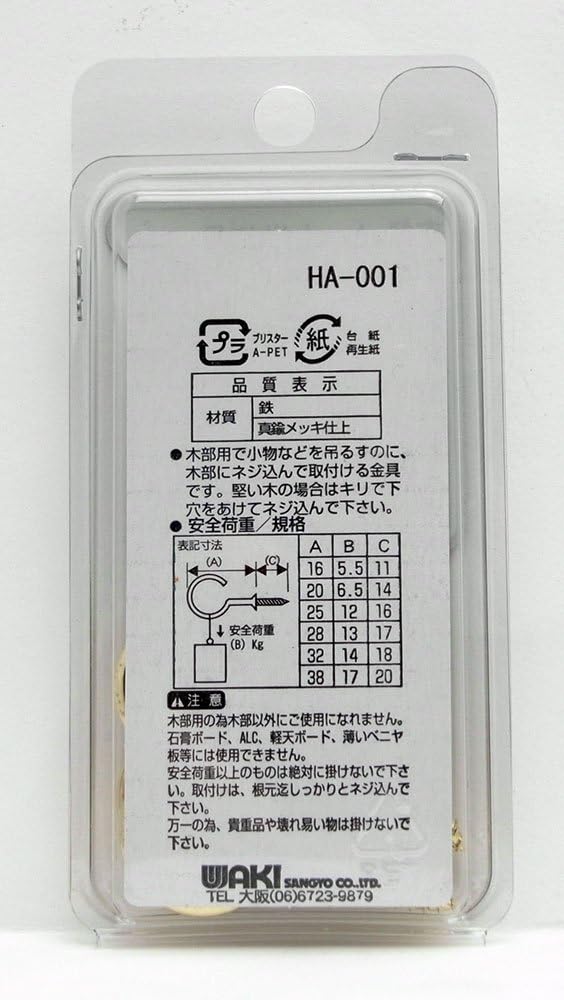 HA-001
プラ ブリスター 紙 台紙
A-PET 再生紙
品質表示
材質 鉄
真鍮メッキ仕上
●木部用で小物などを吊るすのに、
木部にネジ込んで取付ける金具
です。堅い木の場合はキリで下
穴をあけてネジ込んで下さい。
●安全荷重/規格
表記寸法 A B C
(A) (C)
16 5.5 11
20 6.5 14
25 12 16
28 13 17
32 14 18
38 17 20
安全荷重
(B) Kg
注意
木部用の為木部以外にご使用になれません。
石膏ボード、ALC、軽天ボード、薄いベニヤ
板等には使用できません。
安全荷重以上のものは絶対に掛けないで下さ
い。取付けは、根元迄しっかりとネジ込んで
下さい。
万一の為、貴重品や壊れ易い物は掛けないで
下さい。
WAKI SANGYO CO.,LTD.
TEL 大阪(06)6723-9879